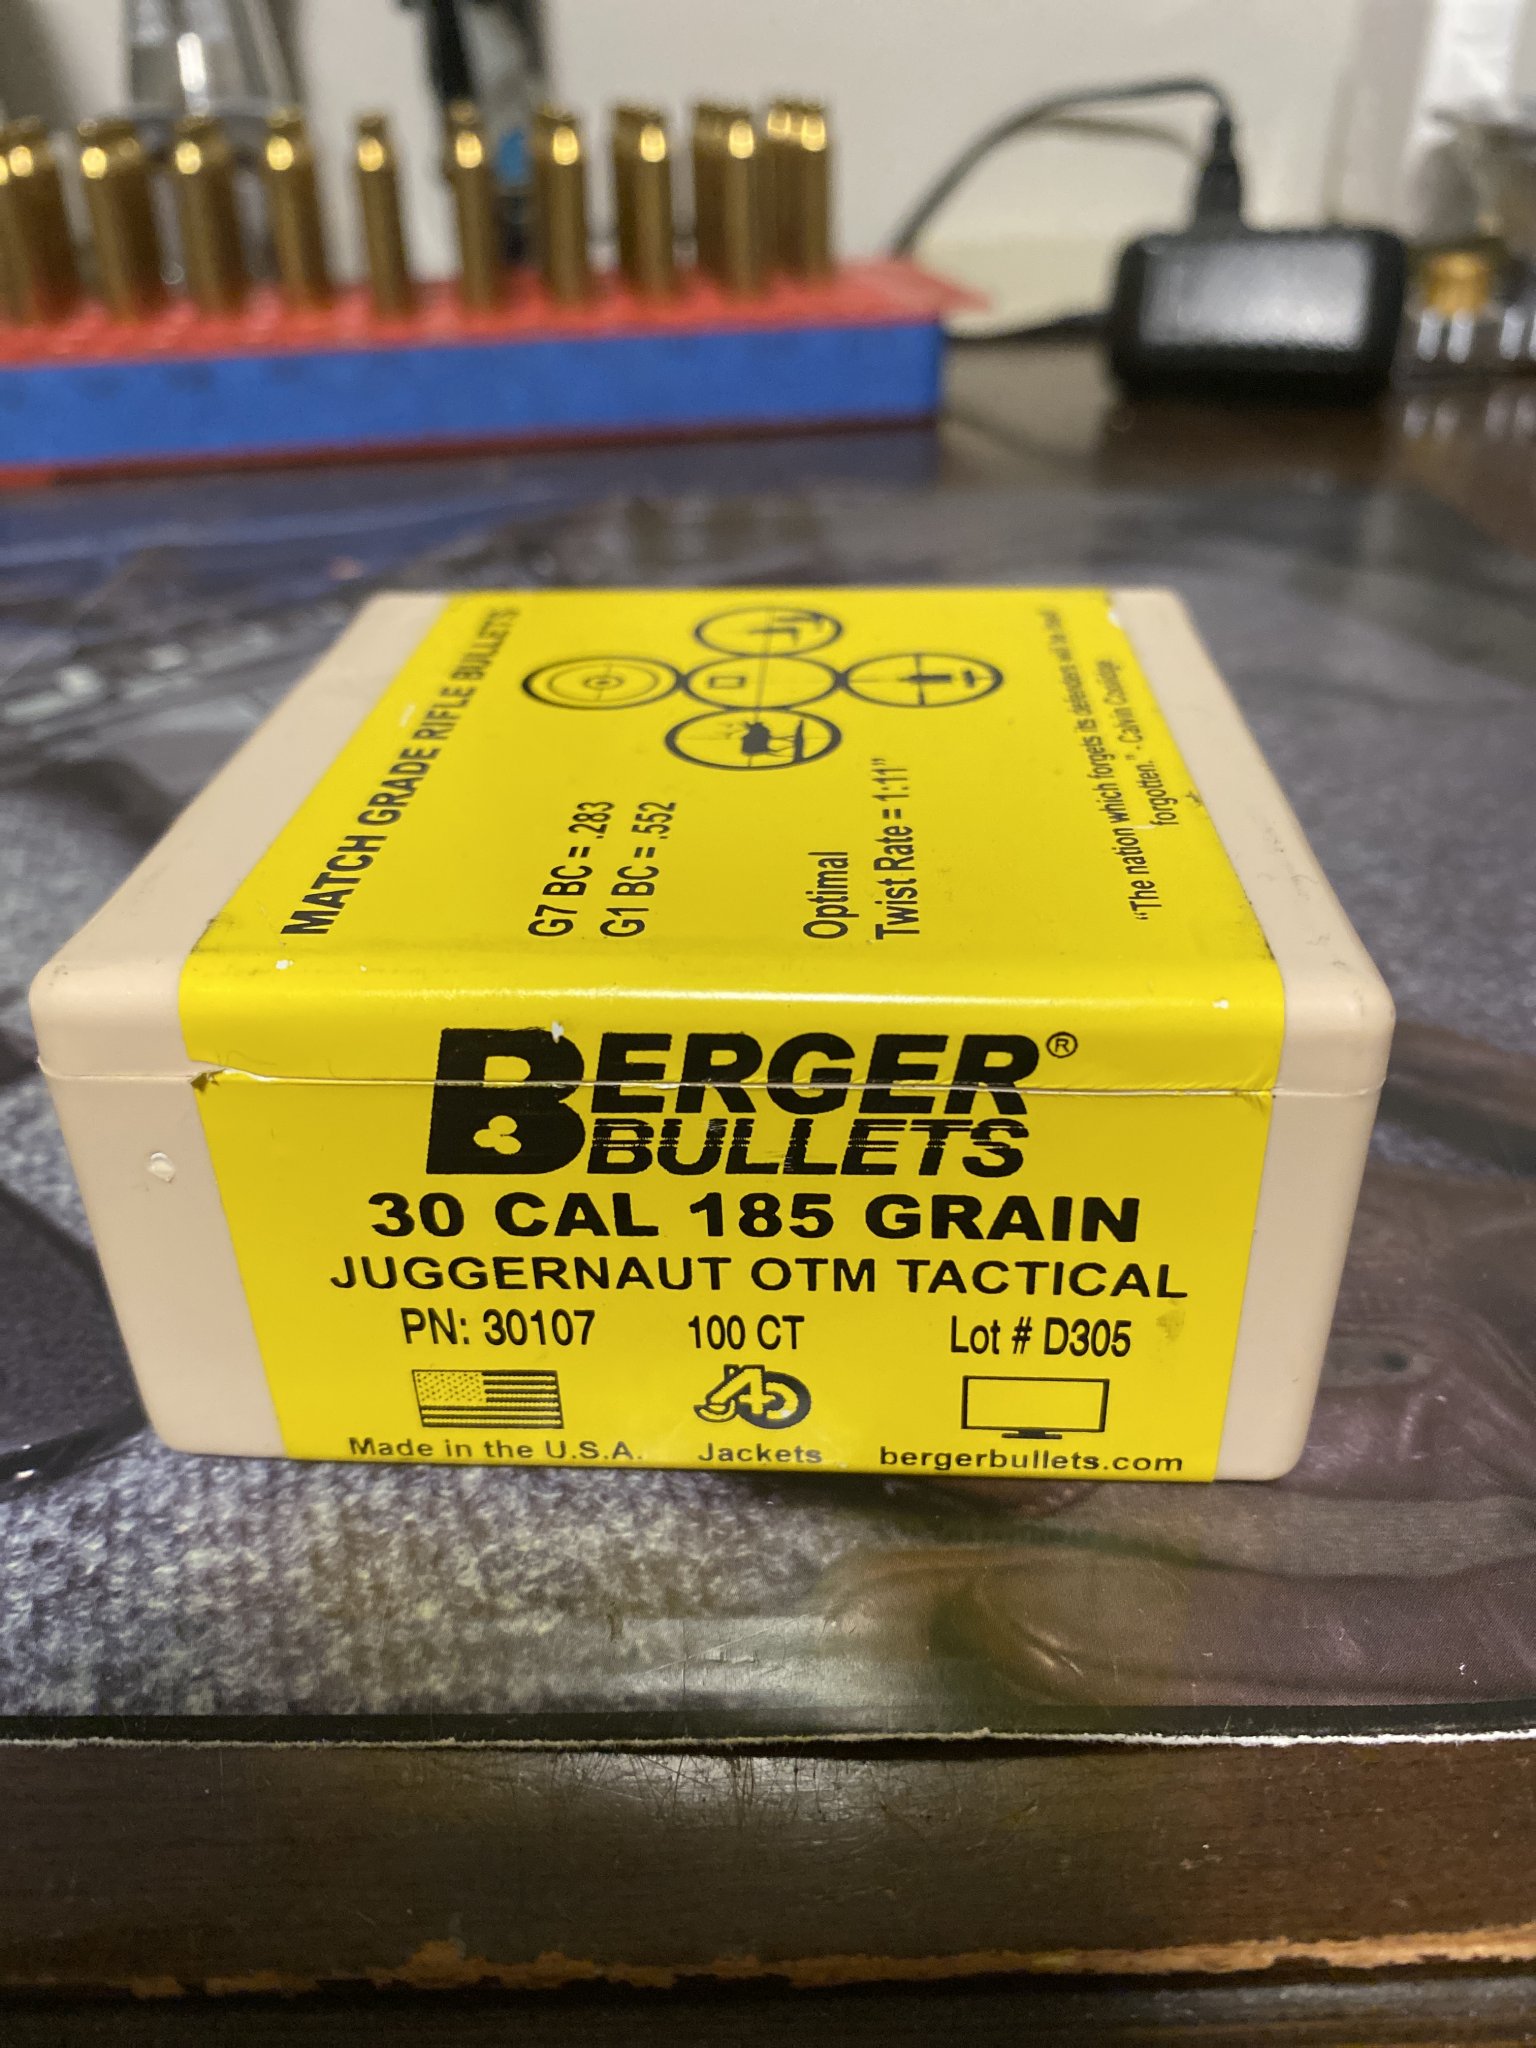 MATCH GRADE RIFLE BULLETS
G7 BC = .283
G1 BC = .552
Optimal
Twist Rate = 1:11"
"The nation which forgets its defenders will be itself
forgotten." - Calvin Coolidge
BERGER®
BULLETS
30 CAL 185 GRAIN
JUGGERNAUT OTM TACTICAL
PN: 30107 100 CT Lot # D305
J4
Made in the U.S.A. Jackets bergerbullets.com